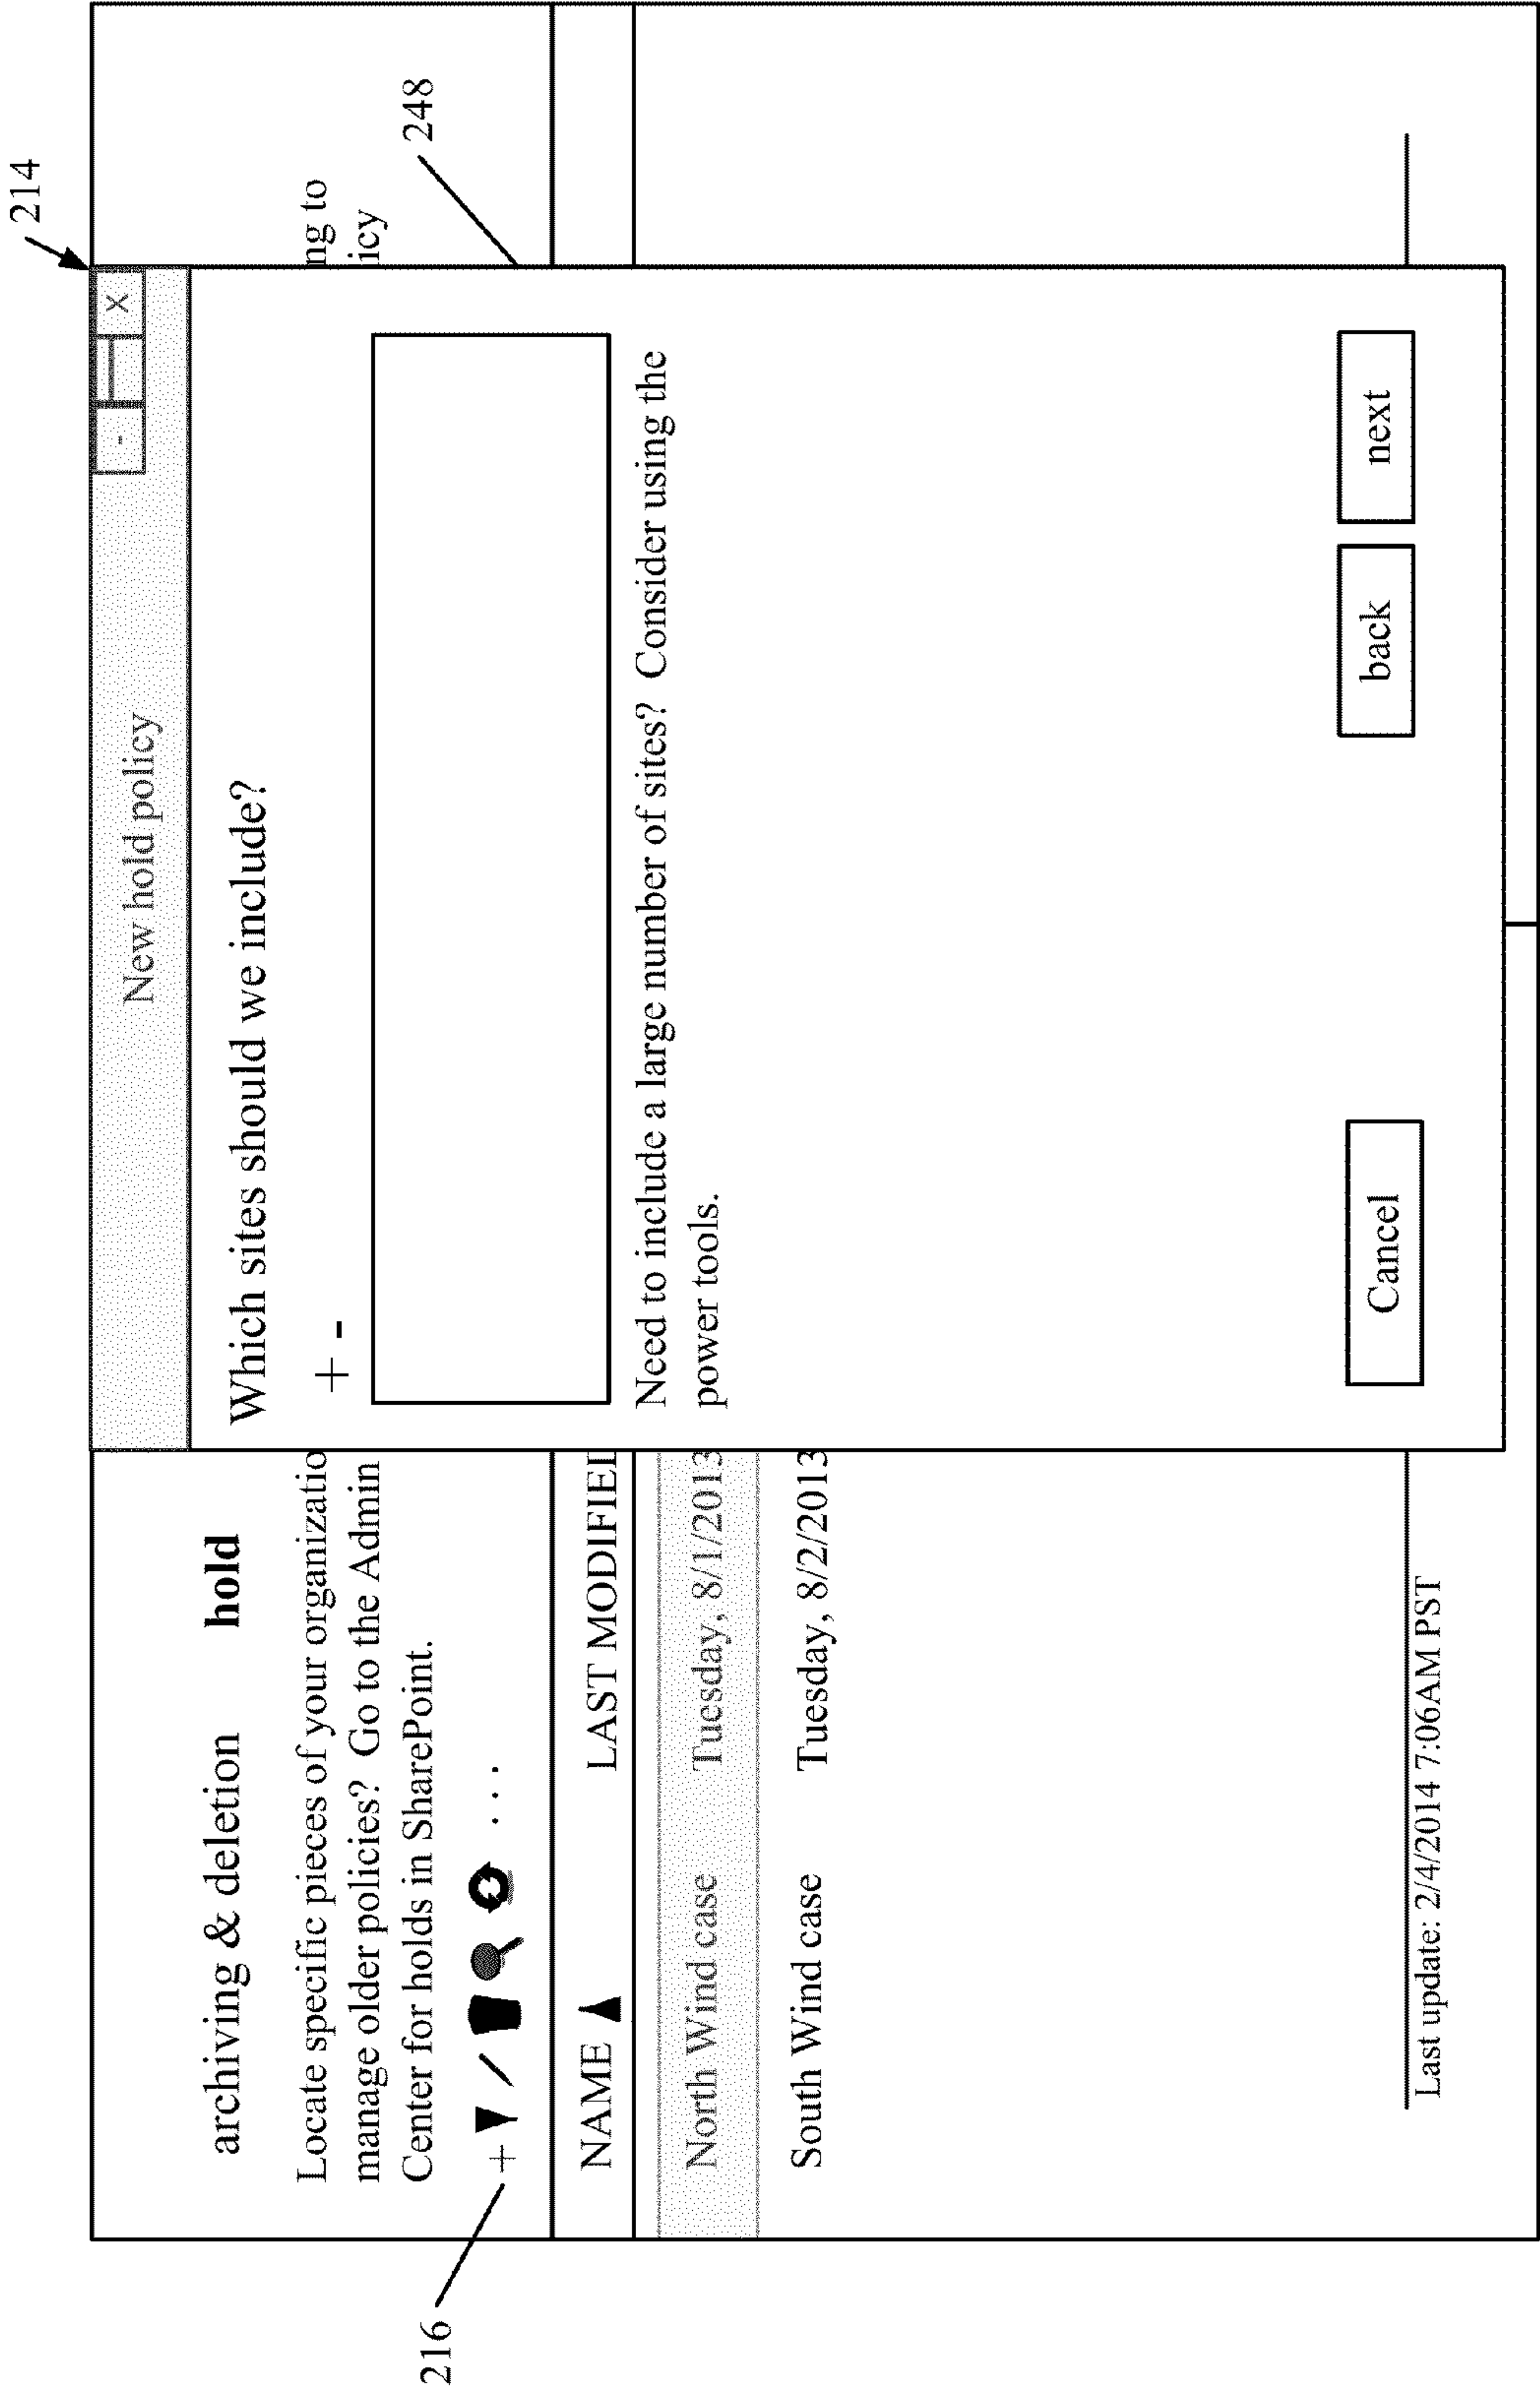 214
archiving & deletion hold
Locate specific pieces of your organizatio
manage older policies? Go to the Admin
Center for holds in SharePoint.
ng to
icy
216
+ ...
248
NAME LAST MODIFIED
North Wind case Tuesday, 8/1/2013
South Wind case Tuesday, 8/2/2013
Last update: 2/4/2014 7:06AM PST
New hold policy
- X
Which sites should we include?
+ -
Need to include a large number of sites? Consider using the
power tools.
Cancel back next